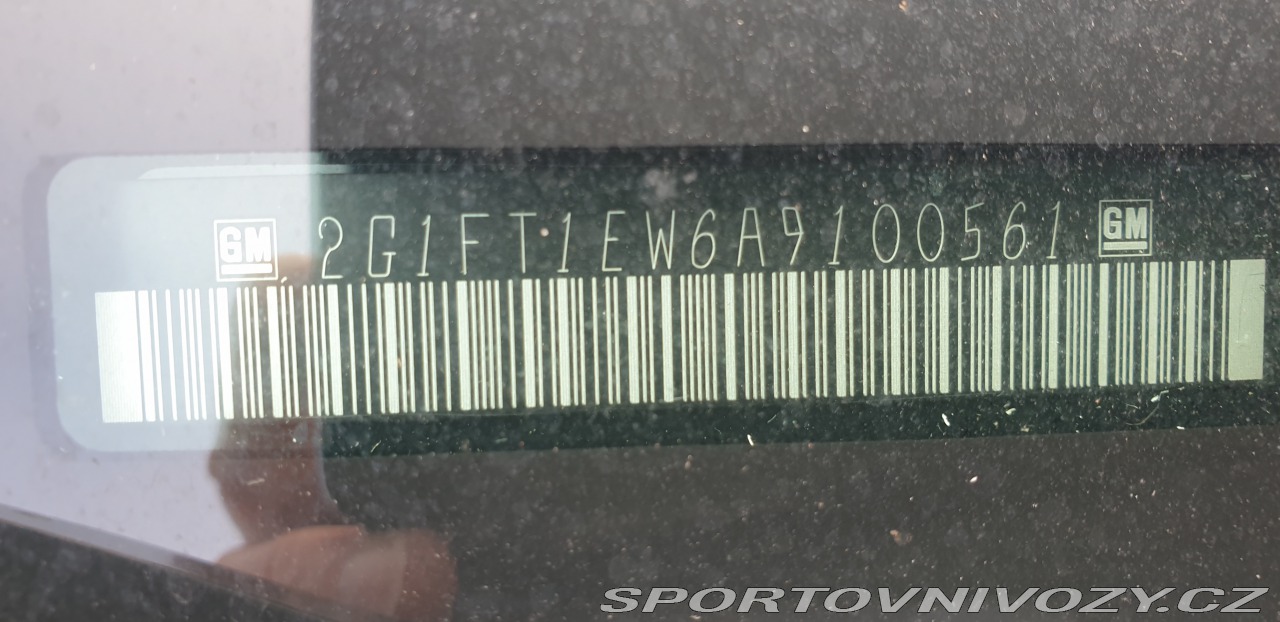 GM 2G1FT1EW6A9100561 GM
SPORTOVNIVOZY.CZ